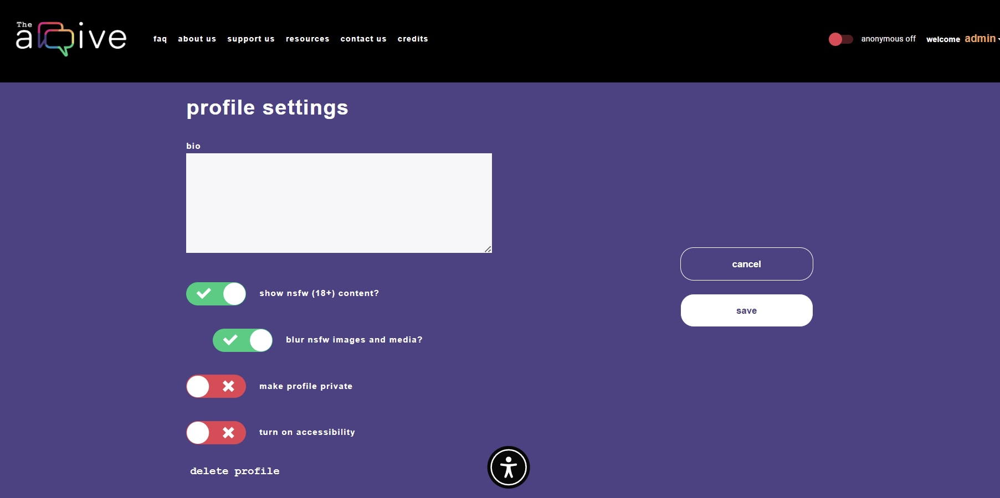 The
a ive
faq about us support us resources contact us credits
anonymous off welcome admin
profile settings
bio
show nsfw (18+) content?
blur nsfw images and media?
make profile private
turn on accessibility
delete profile
cancel
save